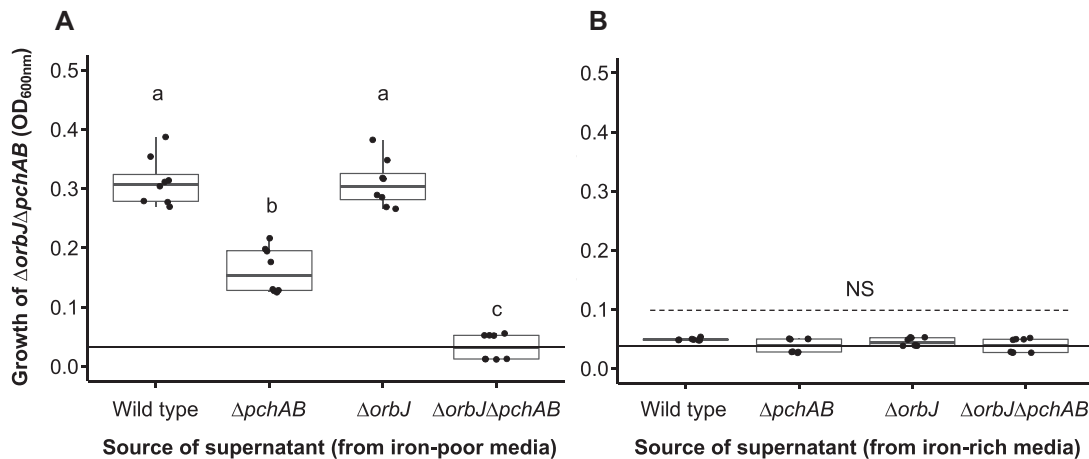 A
Growth of ΔorbJΔpchAB (OD600nm)
0.5
0.4
0.3
0.2
0.1
0.0
a
b
a
c
Wild type ΔpchAB ΔorbJ ΔorbJΔpchAB
Source of supernatant (from iron-poor media)
B
0.5
0.4
0.3
0.2
0.1
0.0
NS
Wild type ΔpchAB ΔorbJ ΔorbJΔpchAB
Source of supernatant (from iron-rich media)